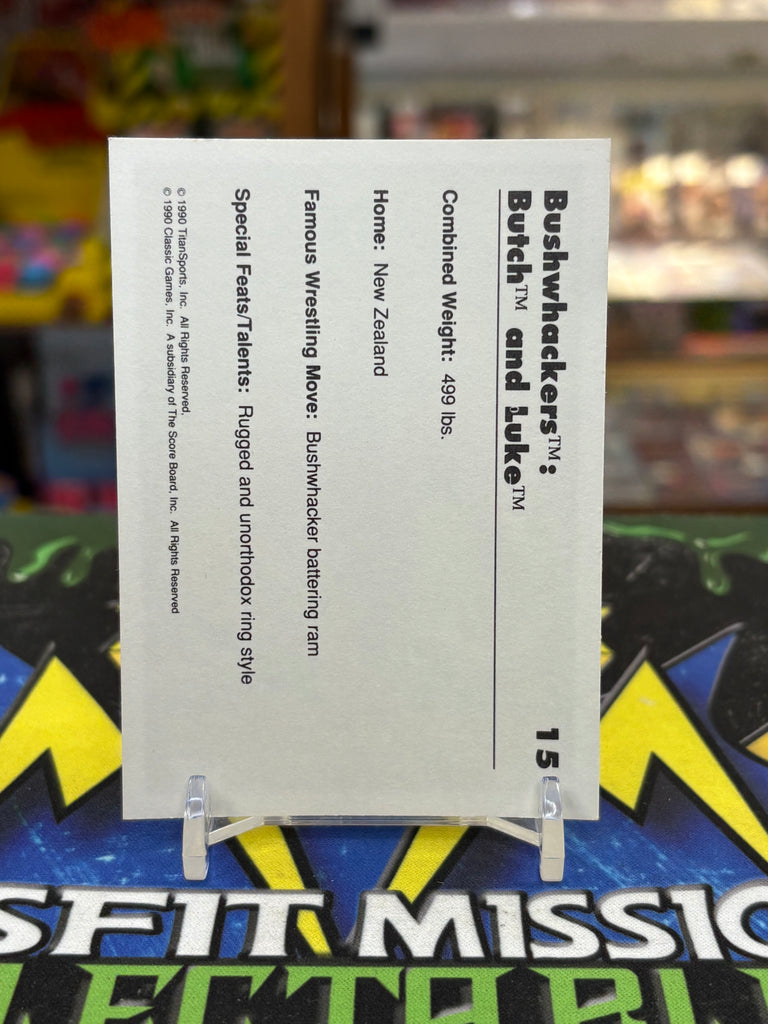 Bushwhackers™:
Butch™ and Luke™ 15
Combined Weight: 499 lbs.
Home: New Zealand
Famous Wrestling Move: Bushwhacker battering ram
Special Feats/Talents: Rugged and unorthodox ring style
© 1990 TitanSports, Inc. All Rights Reserved.
© 1990 Classic Games, Inc. A subsidiary of The Score Board, Inc. All Rights Reserved
SFIT MISSIO
LECTABL